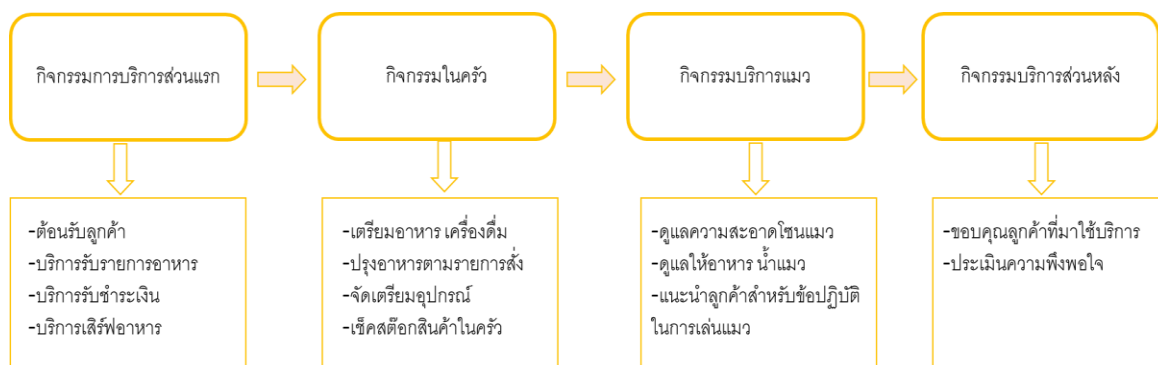 กิจกรรมการบริการส่วนแรก
กิจกรรมในครัว
กิจกรรมบริการแมว
กิจกรรมบริการส่วนหลัง
-ต้อนรับลูกค้า
-บริการรับรายการอาหาร
-บริการรับชำระเงิน
-บริการเสิร์ฟอาหาร
-เตรียมอาหาร เครื่องดื่ม
-ปรุงอาหารตามรายการสั่ง
-จัดเตรียมอุปกรณ์
-เช็คสต๊อกสินค้าในครัว
-ดูแลความสะอาดโซนแมว
-ดูแลให้อาหาร น้ำแมว
-แนะนำลูกค้าสำหรับข้อปฏิบัติ
ในการเล่นแมว
-ขอบคุณลูกค้าที่มาใช้บริการ
-ประเมินความพึงพอใจ